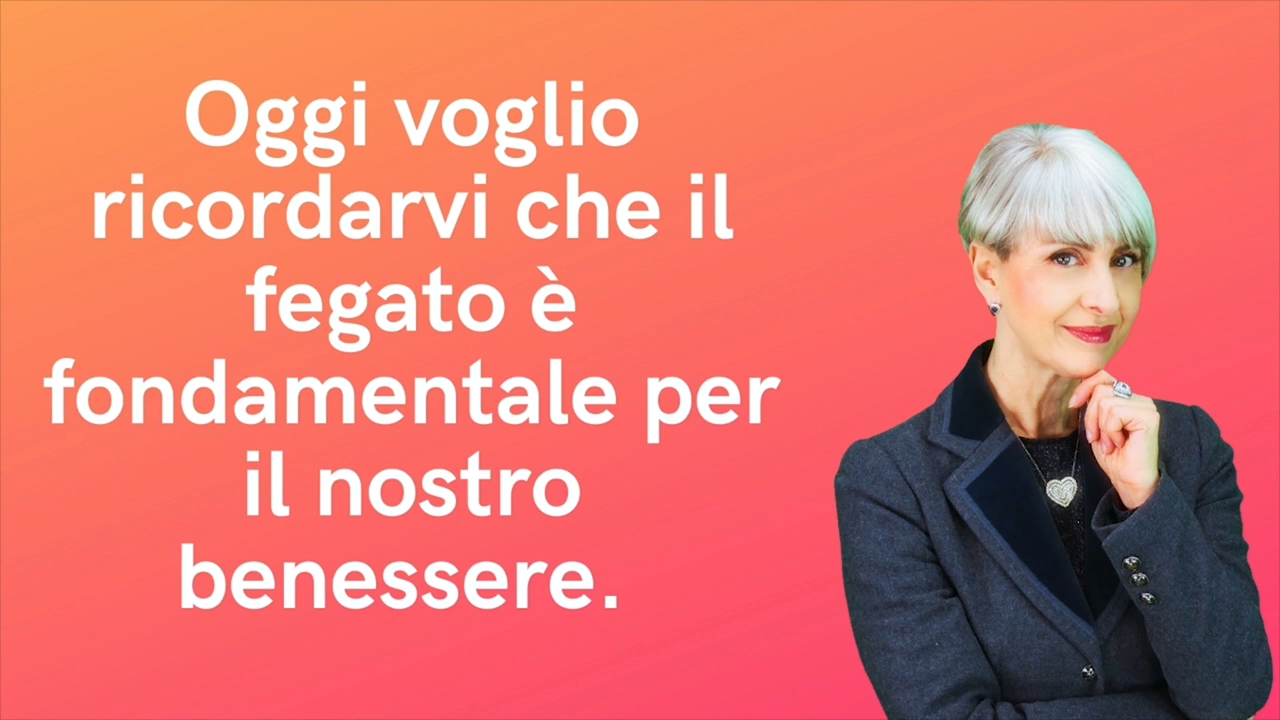 Oggi voglio
ricordarvi che il
fegato è
fondamentale per
il nostro
benessere.